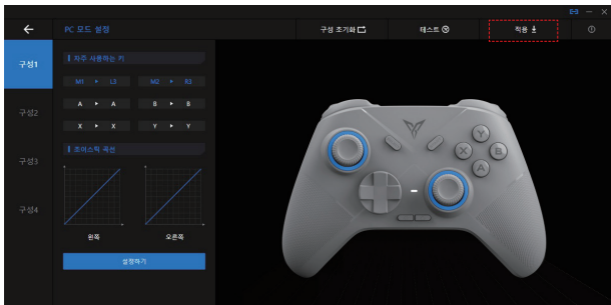 PC 모드 설정
구성 초기화
테스트
적용
구성1
구성2
구성3
구성4
자주 사용하는 키
M1 ▸ L3
M2 ▸ R3
A ▸ A
B ▸ B
X ▸ X
Y ▸ Y
조이스틱 곡선
왼쪽
오른쪽
설정하기
Y
X
B
A